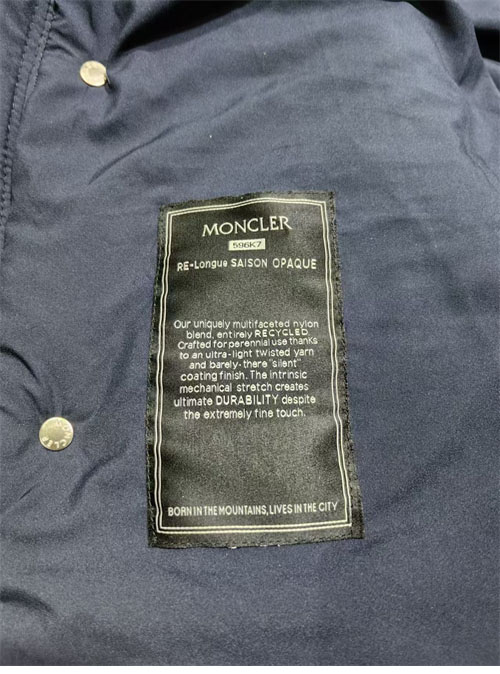 MONCLER
596K7
RE-Longue SAISON OPAQUE
Our uniquely multifaceted nylon
blend, entirely RECYCLED
Crafted for perennial use thanks
to an ultra-light twisted yarn
and barely-there "silent"
coating finish. The intrinsic
mechanical stretch creates
ultimate DURABILITY despite
the extremely fine touch.
BORN IN THE MOUNTAINS, LIVES IN THE CITY
MONCLER